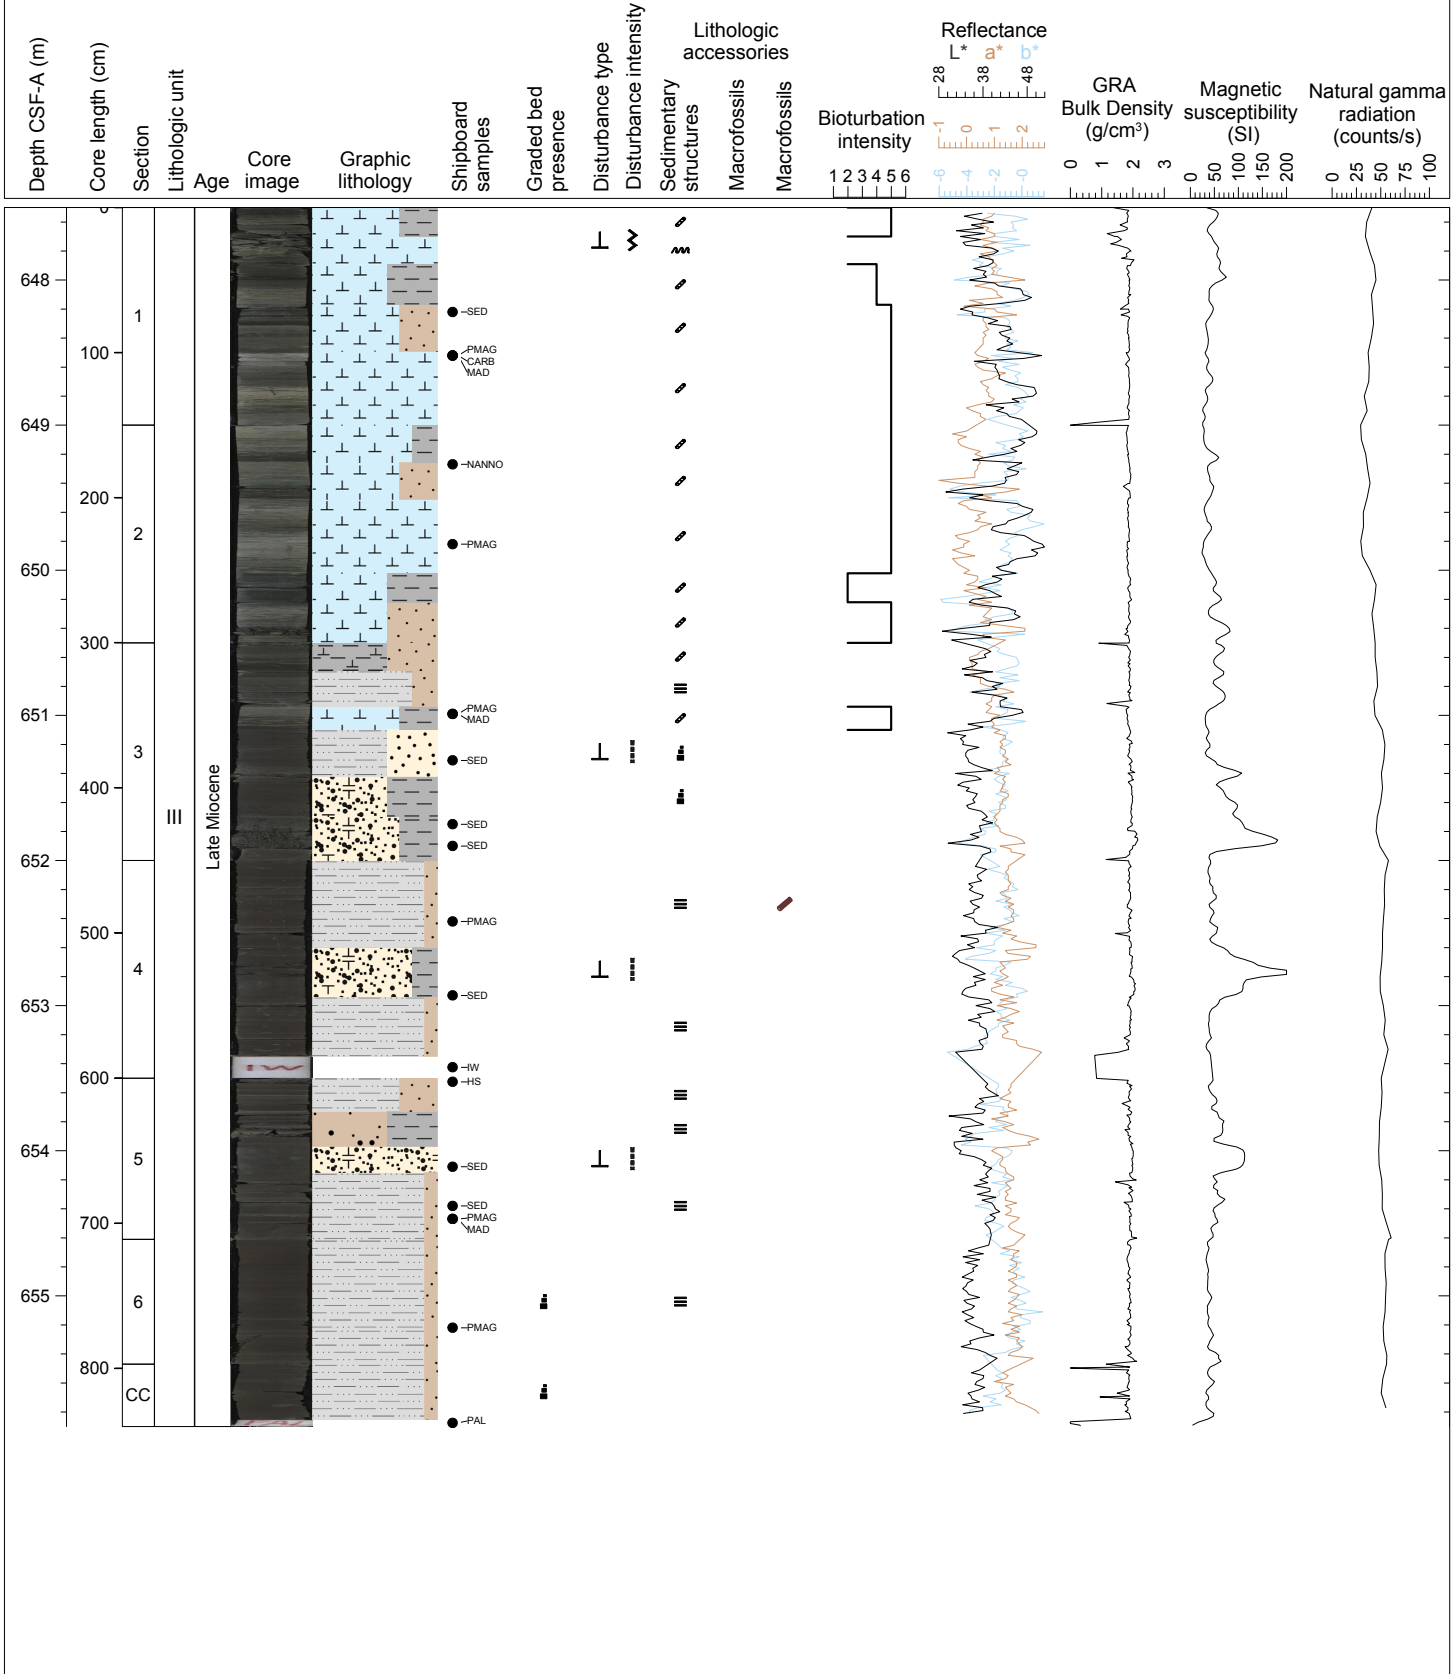 Depth CSF-A (m)
Core length (cm)
Section
Lithologic unit
Age
Core
image
Graphic
lithology
Shipboard
samples
Graded bed
presence
Disturbance type
Disturbance intensity
Lithologic
accessories
Sedimentary
structures
Macrofossils
Macrofossils
Bioturbation
intensity
1 2 3 4 5 6
Reflectance
L* a* b*
28 38 48
-1 0 1 2
-6 -4 -2 -0
GRA
Bulk Density
(g/cm³)
0 1 2 3
Magnetic
susceptibility
(SI)
0 50 100 150 200
Natural gamma
radiation
(counts/s)
0 25 50 75 100
0
648
1
SED
100
PMAG
CARB
MAD
649
NANNO
200
2
PMAG
650
300
651
PMAG
MAD
3
SED
400
III
Late Miocene
SED
SED
652
PMAG
500
4
SED
653
IW
IW
600
HS
654
5
SED
SED
700
PMAG
MAD
655
6
PMAG
800
CC
PAL